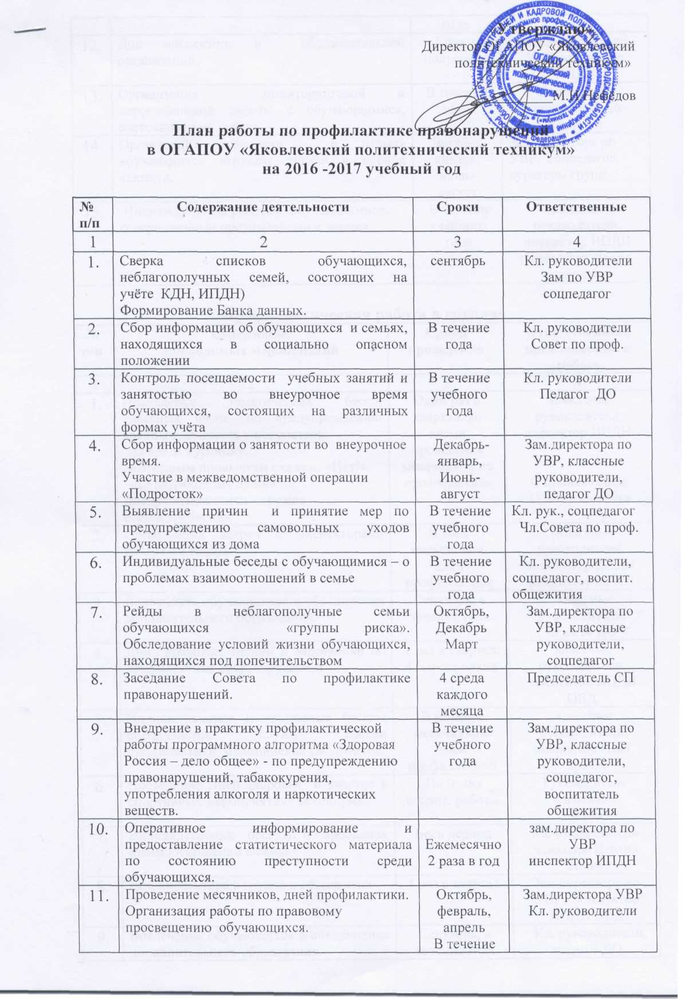 Утверждаю»
Директор ОГАПОУ «Яковлевский
политехнический техникум»
М.И.Нефёдов
План работы по профилактике правонарушений
в ОГАПОУ «Яковлевский политехнический техникум»
на 2016 -2017 учебный год
№ п/п Содержание деятельности Сроки Ответственные
1 2 3 4
1. Сверка списков обучающихся, сентябрь Кл. руководители
неблагополучных семей, состоящих на Зам по УВР
учёте КДН, ИПДН) соцпедагог
Формирование Банка данных.
2. Сбор информации об обучающихся и семьях, В течение Кл. руководители
находящихся в социально опасном года Совет по проф.
положении
3. Контроль посещаемости учебных занятий и В течение Кл. руководители
занятостью во внеурочное время учебного Педагог ДО
обучающихся, состоящих на различных года
формах учёта
4. Сбор информации о занятости во внеурочное Декабрь- Зам.директора по
время. январь, УВР, классные
Участие в межведомственной операции Июнь- руководители,
«Подросток» август педагог ДО
5. Выявление причин и принятие мер по В течение Кл. рук., соцпедагог
предупреждению самовольных уходов учебного Чл.Совета по проф.
обучающихся из дома года
6. Индивидуальные беседы с обучающимися – о В течение Кл. руководители,
проблемах взаимоотношений в семье учебного соцпедагог, воспит.
года общежития
7. Рейды в неблагополучные семьи Октябрь, Зам.директора по
обучающихся «группы риска». Декабрь УВР, классные
Обследование условий жизни обучающихся, Март руководители,
находящихся под попечительством соцпедагог
8. Заседание Совета по профилактике 4 среда Председатель СП
правонарушений. каждого
месяца
9. Внедрение в практику профилактической В течение Зам.директора по
работы программного алгоритма «Здоровая учебного УВР, классные
Россия – дело общее» - по предупреждению года руководители,
правонарушений, табакокурения, соцпедагог,
употребления алкоголя и наркотических воспитатель
веществ. общежития
10. Оперативное информирование и зам.директора по
предоставление статистического материала Ежемесячно УВР
по состоянию преступности среди 2 раза в год инспектор ИПДН
обучающихся.
11. Проведение месячников, дней профилактики. Октябрь, Зам.директора УВР
Организация работы по правовому февраль, Кл. руководители
просвещению обучающихся. апрель
В течение